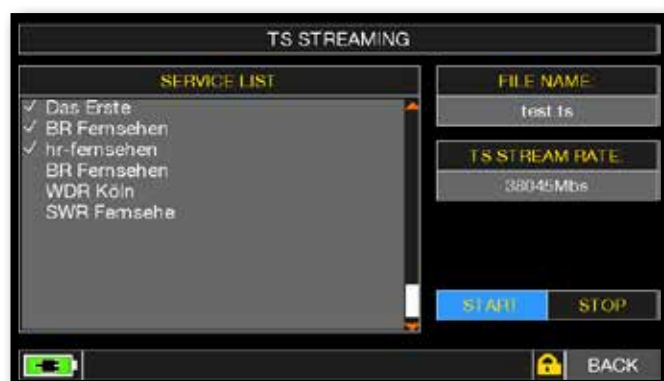 TS STREAMING
SERVICE LIST
✓ Das Erste
✓ BR Fernsehen
✓ hr-fernsehen
BR Fernsehen
WDR Köln
SWR Fernsehe
FILE NAME:
test.ts
TS STREAM RATE:
38045Mbs
START
STOP
BACK